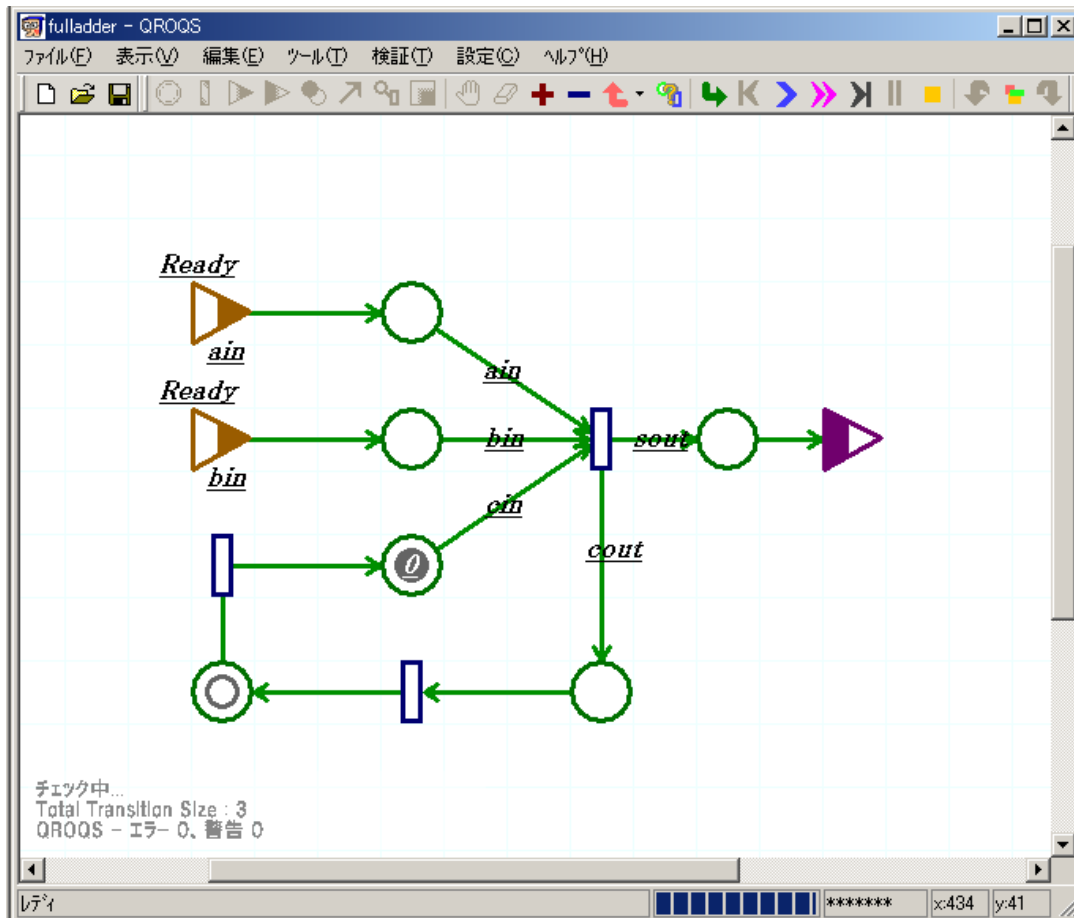 fulladder - QROQS
ファイル(F) 表示(V) 編集(E) ツール(T) 検証(T) 設定(C) ヘルプ(H)
Ready
ain
ain
Ready
bin
sout
bin
cin
0
cout
チェック中...
Total Transition Size : 3
QROQS - エラー 0、警告 0
レディ ******* x:434 y:41